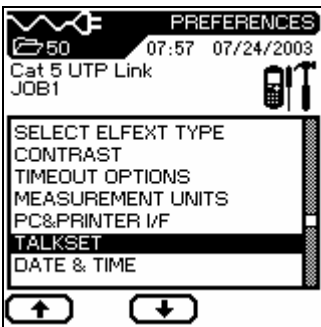 PREFERENCES
50 07:57 07/24/2003
Cat 5 UTP Link
JOB1
SELECT ELFEXT TYPE
CONTRAST
TIMEOUT OPTIONS
MEASUREMENT UNITS
PC&PRINTER I/F
TALKSET
DATE & TIME